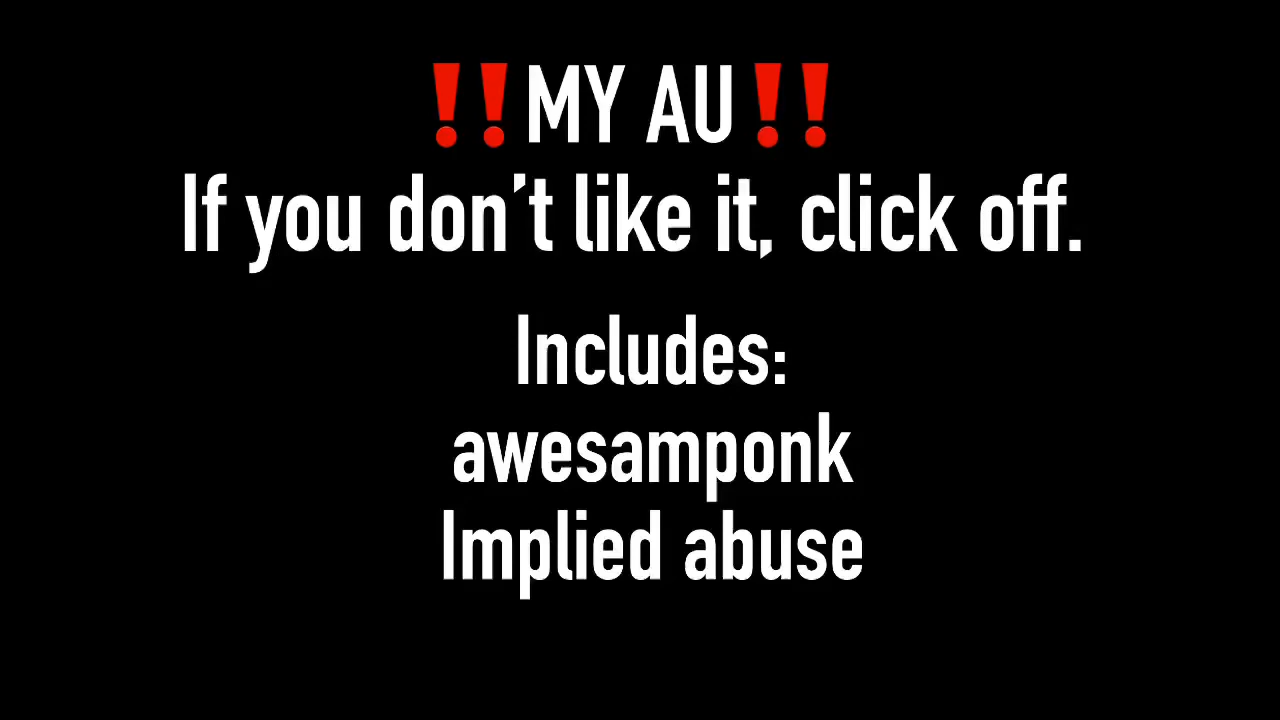 ‼️MY AU‼️
If you don’t like it, click off.
Includes:
awesamponk
Implied abuse